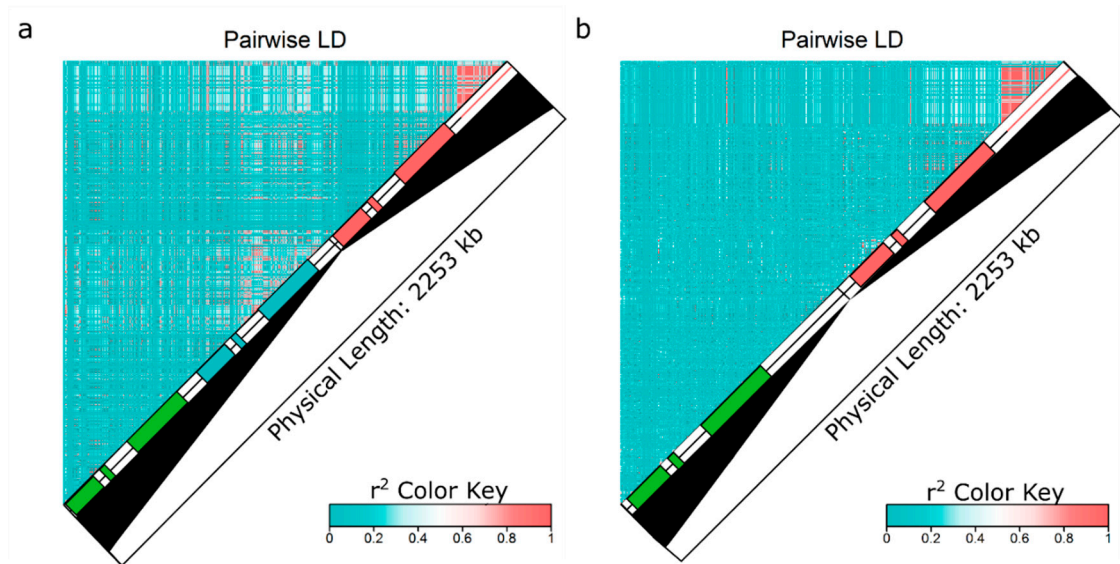 a
Pairwise LD
Physical Length: 2253 kb
r² Color Key
0 0.2 0.4 0.6 0.8 1
b
Pairwise LD
Physical Length: 2253 kb
r² Color Key
0 0.2 0.4 0.6 0.8 1